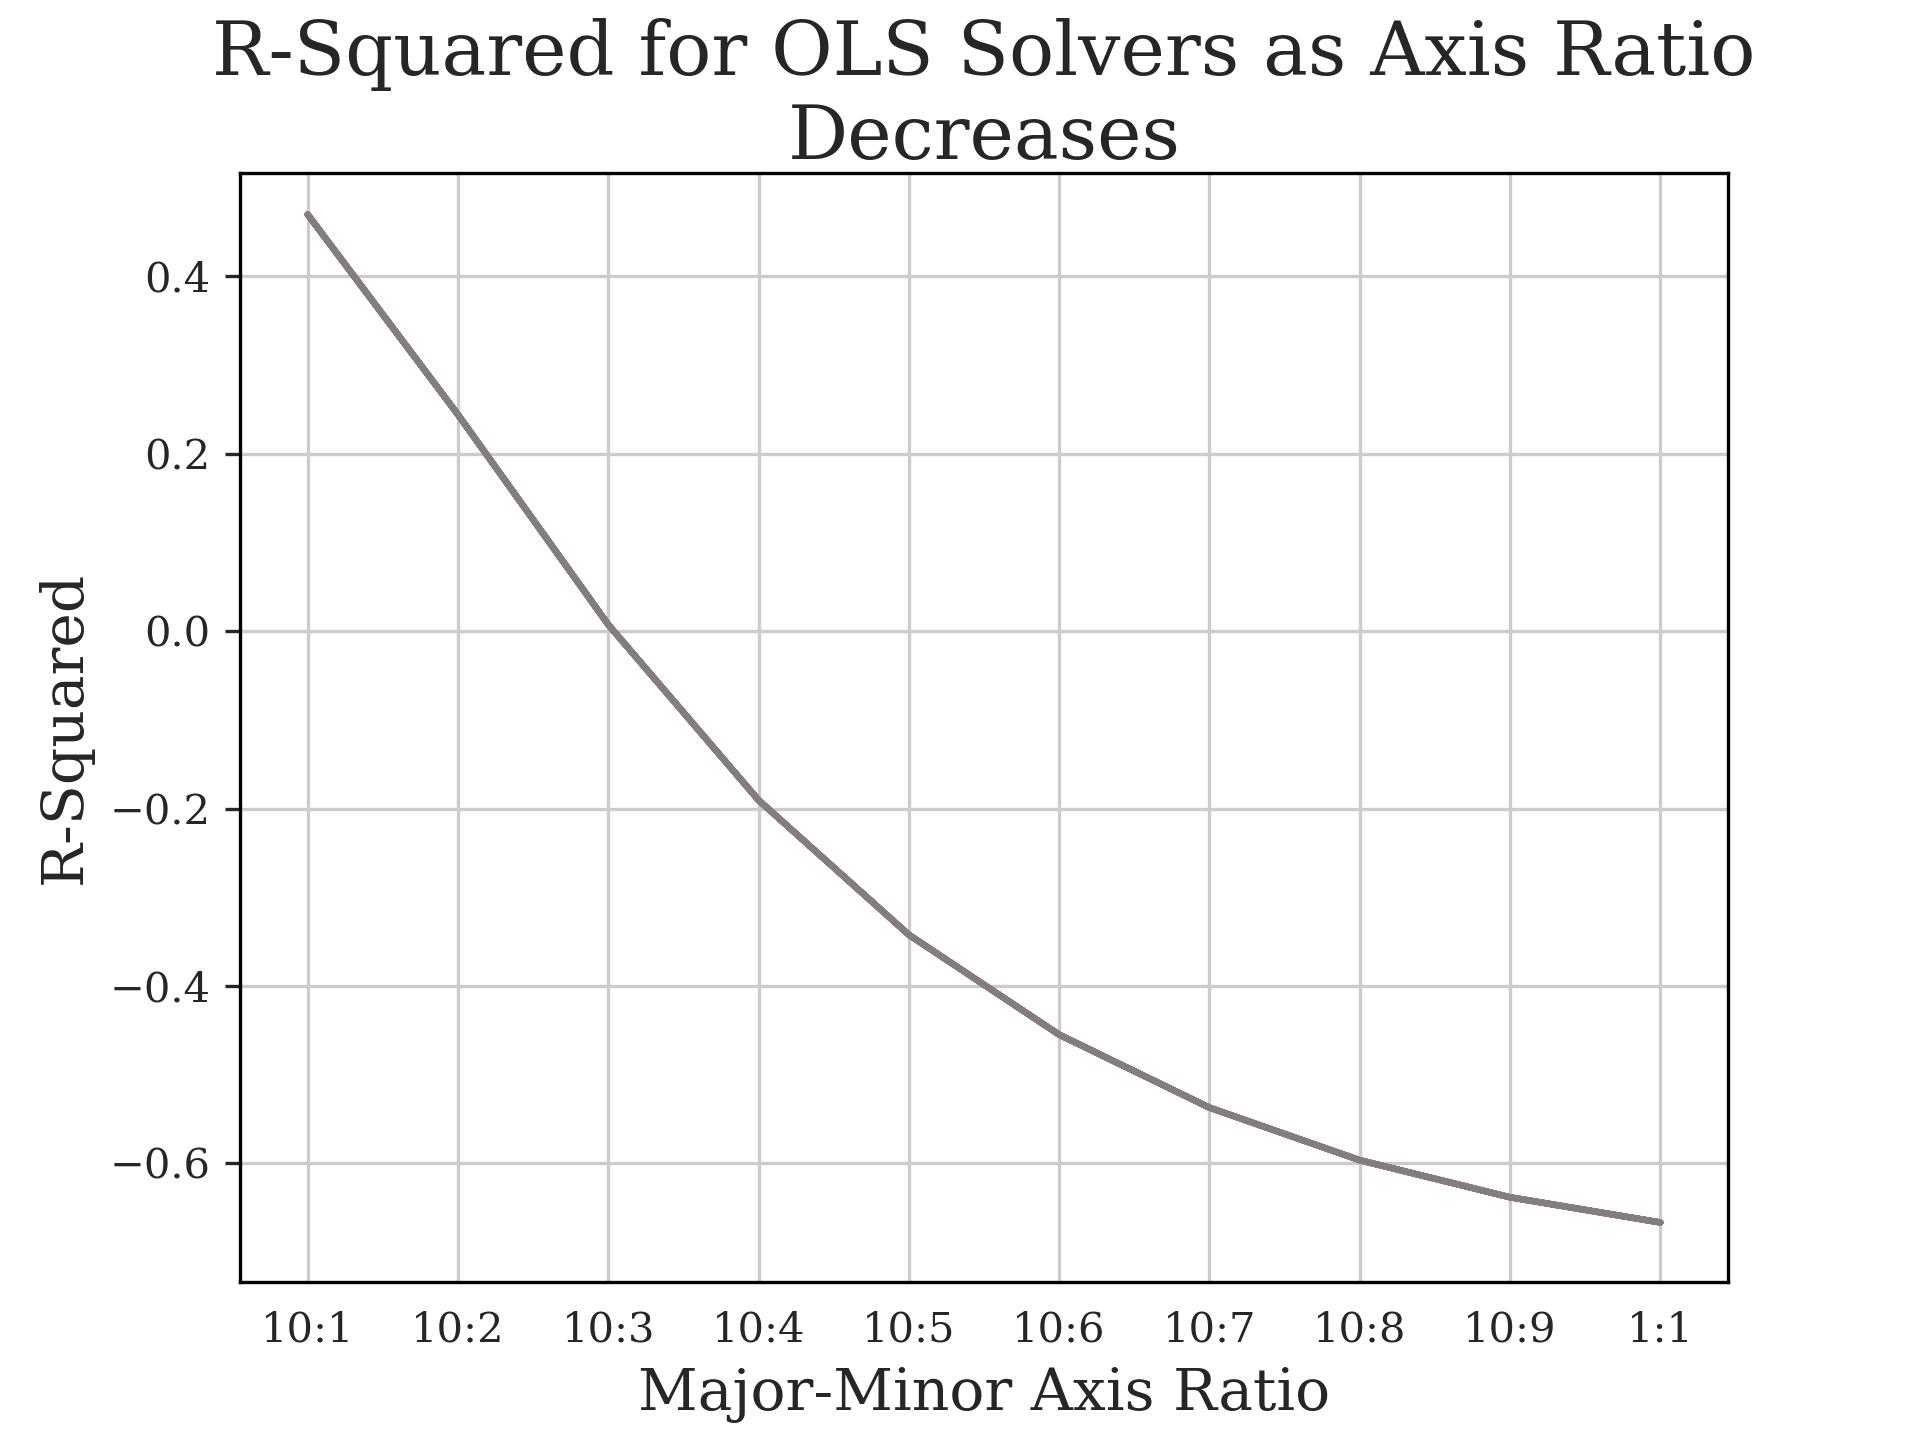 R-Squared for OLS Solvers as Axis Ratio
Decreases
0.4
0.2
0.0
−0.2
−0.4
−0.6
R-Squared
10:1 10:2 10:3 10:4 10:5 10:6 10:7 10:8 10:9 1:1
Major-Minor Axis Ratio